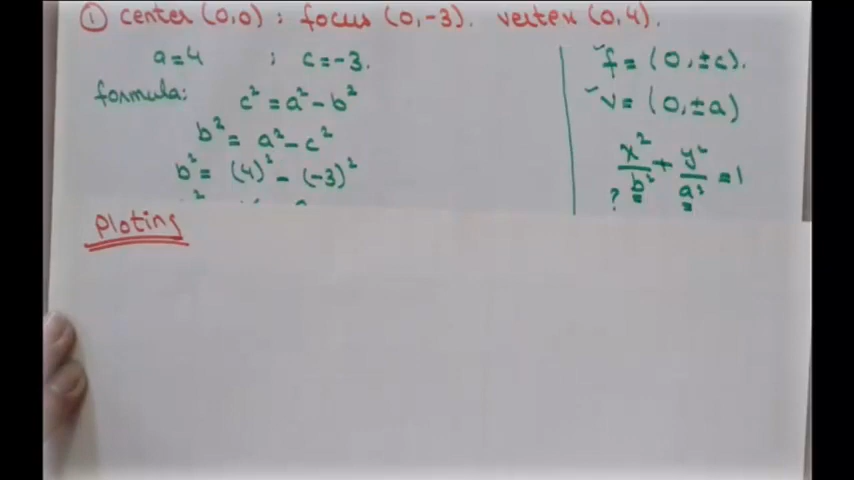 ① center (0,0) ; focus (0,-3). vertex (0,4).
a=4 ; c=-3.
formula: c² = a² - b²
b² = a² - c²
b² = (4)² - (-3)²
✓f = (0, ±c).
✓v = (0, ±a)
x²/b² + y²/a² = 1
?
Ploting